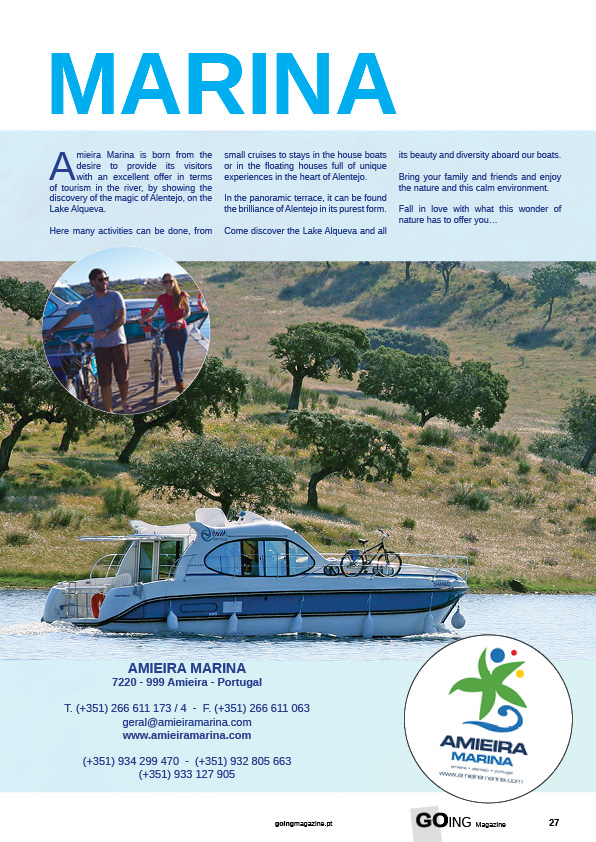 MARINA
Amieira Marina is born from the
desire to provide its visitors
with an excellent offer in terms
of tourism in the river, by showing the
discovery of the magic of Alentejo, on the
Lake Alqueva.
Here many activities can be done, from
small cruises to stays in the house boats
or in the floating houses full of unique
experiences in the heart of Alentejo.
In the panoramic terrace, it can be found
the brilliance of Alentejo in its purest form.
Come discover the Lake Alqueva and all
its beauty and diversity aboard our boats.
Bring your family and friends and enjoy
the nature and this calm environment.
Fall in love with what this wonder of
nature has to offer you…
AMIEIRA MARINA
7220 - 999 Amieira - Portugal
T. (+351) 266 611 173 / 4 - F. (+351) 266 611 063
geral@amieiramarina.com
www.amieiramarina.com
(+351) 934 299 470 - (+351) 932 805 663
(+351) 933 127 905
AMIEIRA
MARINA
amieira • alentejo • portugal
www.amieiramarina.com
goingmagazine.pt
GOING Magazine
27